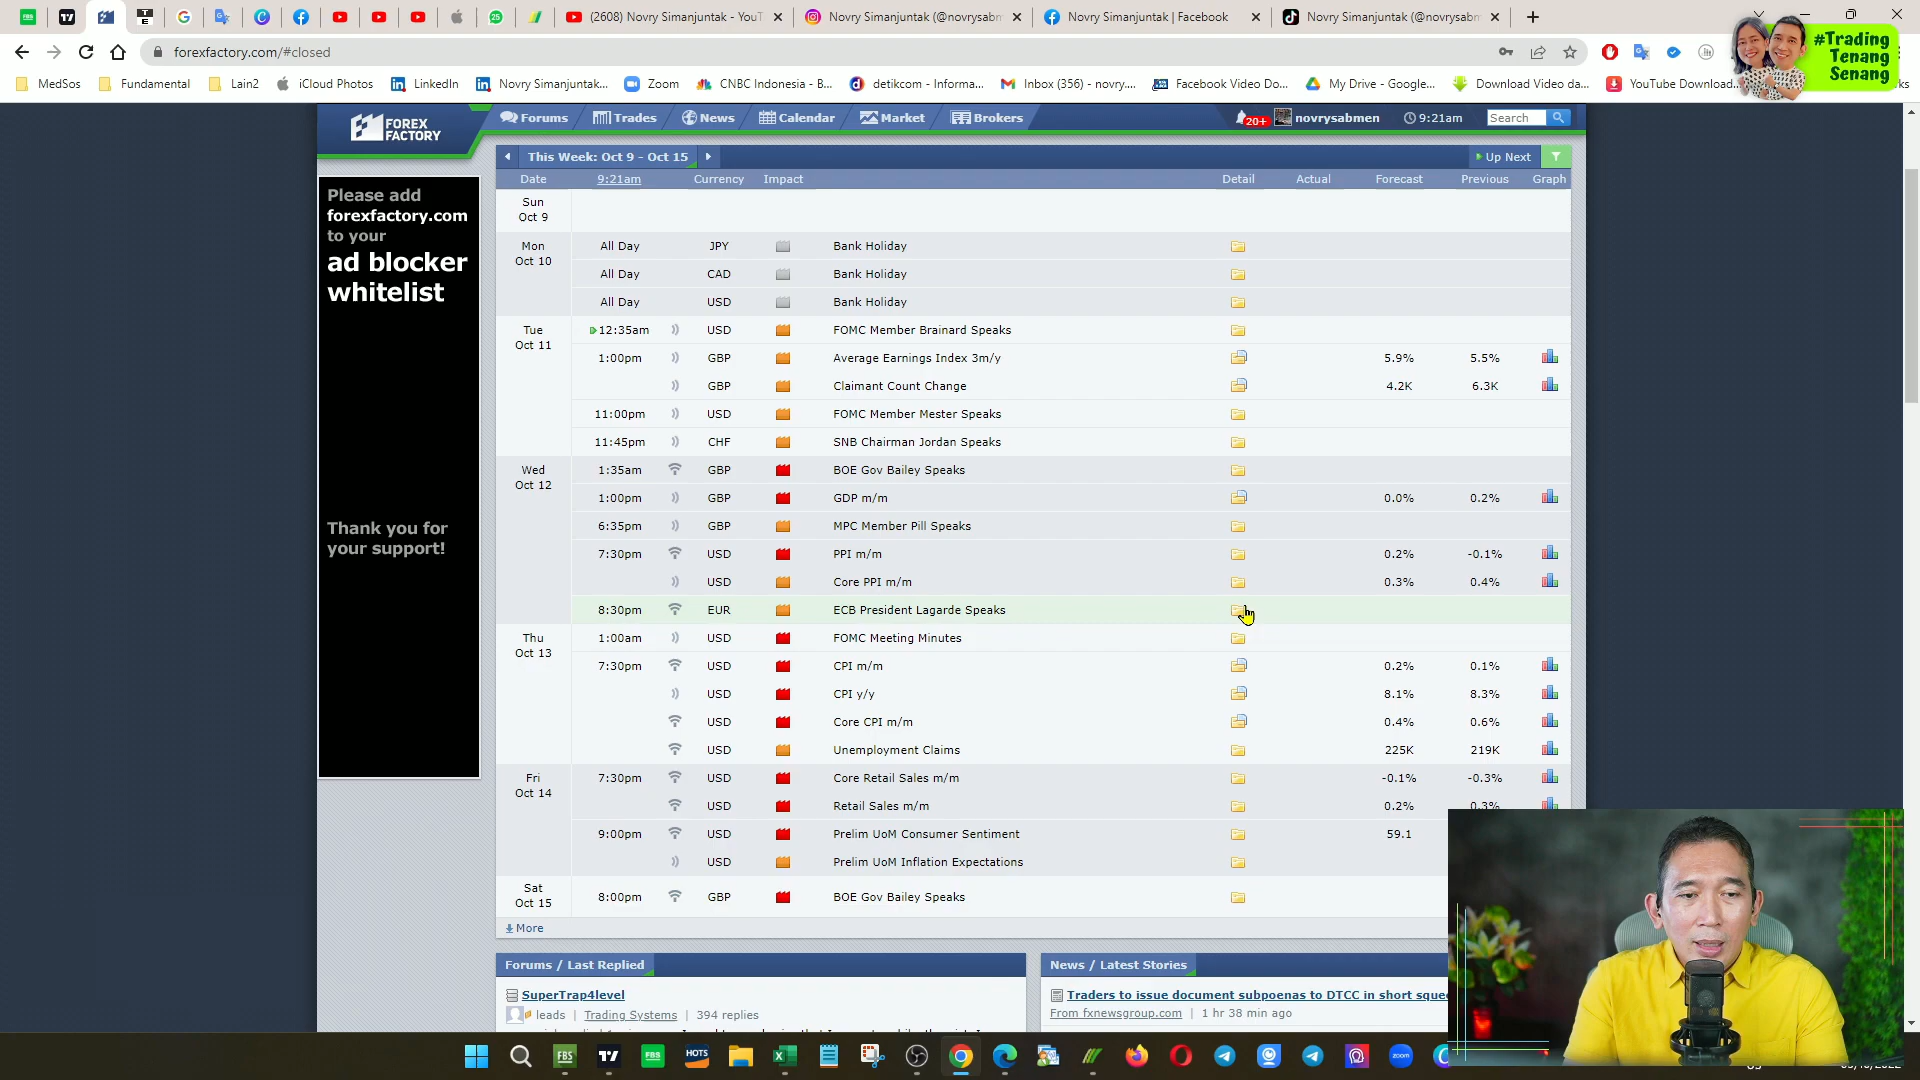 (2608) Novry Simanjuntak - YouT
Novry Simanjuntak (@novrysabm
Novry Simanjuntak | Facebook
Novry Simanjuntak (@novrysabm
#Trading
Tenang
Senang
forexfactory.com/#closed
MedSos
Fundamental
Lain2
iCloud Photos
LinkedIn
Novry Simanjuntak...
Zoom
CNBC Indonesia - B...
detikcom - Informa...
Inbox (356) - novry....
Facebook Video Do...
My Drive - Google...
Download Video da...
YouTube Download
FOREX FACTORY
Forums
Trades
News
Calendar
Market
Brokers
20+
novrysabmen
9:21am
Search
This Week: Oct 9 - Oct 15
Up Next
Date 9:21am Currency Impact Detail Actual Forecast Previous Graph
Please add
forexfactory.com
to your
ad blocker
whitelist
Thank you for
your support!
Sun
Oct 9
Mon
Oct 10
All Day JPY Bank Holiday
All Day CAD Bank Holiday
All Day USD Bank Holiday
Tue
Oct 11
12:35am USD FOMC Member Brainard Speaks
1:00pm GBP Average Earnings Index 3m/y 5.9% 5.5%
GBP Claimant Count Change 4.2K 6.3K
11:00pm USD FOMC Member Mester Speaks
11:45pm CHF SNB Chairman Jordan Speaks
Wed
Oct 12
1:35am GBP BOE Gov Bailey Speaks
1:00pm GBP GDP m/m 0.0% 0.2%
6:35pm GBP MPC Member Pill Speaks
7:30pm USD PPI m/m 0.2% -0.1%
USD Core PPI m/m 0.3% 0.4%
8:30pm EUR ECB President Lagarde Speaks
Thu
Oct 13
1:00am USD FOMC Meeting Minutes
7:30pm USD CPI m/m 0.2% 0.1%
USD CPI y/y 8.1% 8.3%
USD Core CPI m/m 0.4% 0.6%
USD Unemployment Claims 225K 219K
Fri
Oct 14
7:30pm USD Core Retail Sales m/m -0.1% -0.3%
USD Retail Sales m/m 0.2% 0.3%
9:00pm USD Prelim UoM Consumer Sentiment 59.1
USD Prelim UoM Inflation Expectations
Sat
Oct 15
8:00pm GBP BOE Gov Bailey Speaks
More
Forums / Last Replied
SuperTrap4level
leads | Trading Systems | 394 replies
News / Latest Stories
Traders to issue document subpoenas to DTCC in short sque
From fxnewsgroup.com | 1 hr 38 min ago
FBS
FBS
HOTS
zoom